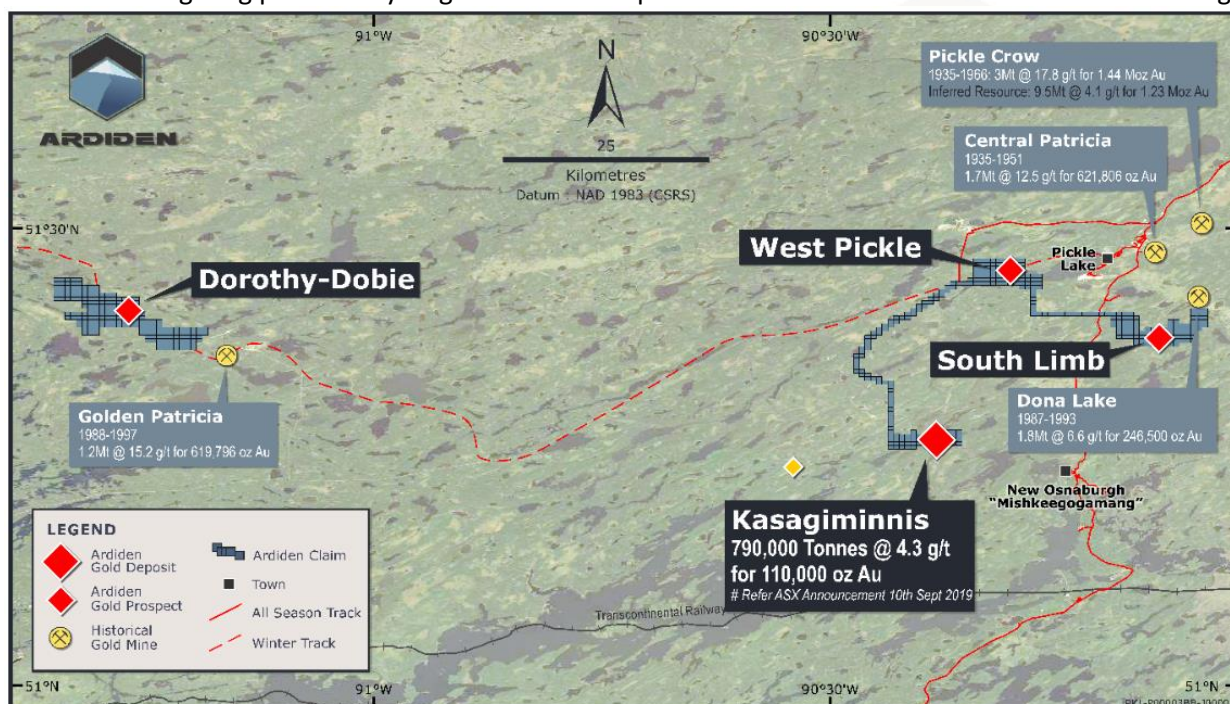 91°W
90°30'W
ARDIDEN
N
25
Kilometres
Datum : NAD 1983 (CSRS)
Pickle Crow
1935-1966: 3Mt @ 17.8 g/t for 1.44 Moz Au
Inferred Resource: 9.5Mt @ 4.1 g/t for 1.23 Moz Au
Central Patricia
1935-1951
1.7Mt @ 12.5 g/t for 621,806 oz Au
51°30'N
Dorothy-Dobie
West Pickle
Pickle
Lake
South Limb
Golden Patricia
1988-1997
1.2Mt @ 15.2 g/t for 619,796 oz Au
Dona Lake
1987-1993
1.8Mt @ 6.6 g/t for 246,500 oz Au
New Osnaburgh
"Mishkeegogamang"
Kasagiminnis
790,000 Tonnes @ 4.3 g/t
for 110,000 oz Au
# Refer ASX Announcement 10th Sept 2019
LEGEND
Ardiden
Gold Deposit
Ardiden
Gold Prospect
Historical
Gold Mine
Ardiden Claim
Town
All Season Track
Winter Track
Transcontinental Railway
51°N
91°W
90°30'W
51°N